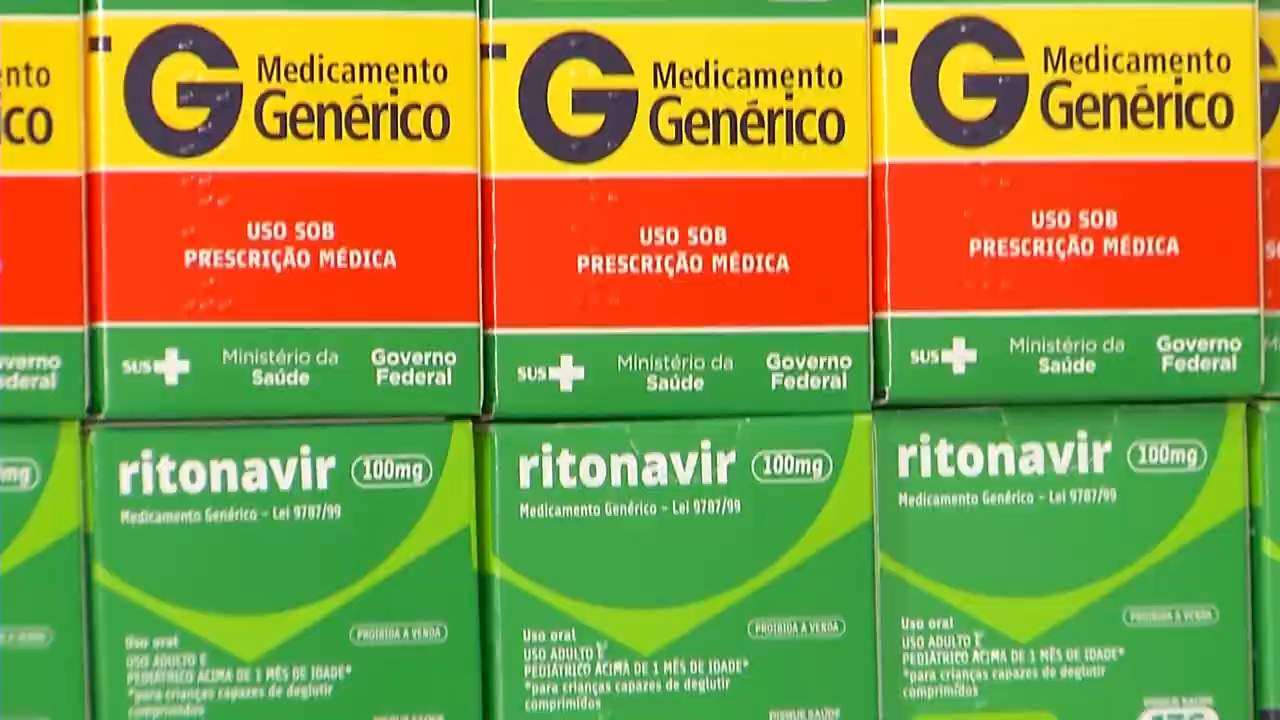 Medicamento
Genérico
USO SOB
PRESCRIÇÃO MÉDICA
SUS
Ministério da
Saúde
Governo
Federal
Medicamento
Genérico
USO SOB
PRESCRIÇÃO MÉDICA
SUS
Ministério da
Saúde
Governo
Federal
Medicamento
Genérico
USO SOB
PRESCRIÇÃO MÉDICA
SUS
Ministério da
Saúde
Governo
Federal
ritonavir 100mg
Medicamento Genérico - Lei 9787/99
PROIBIDA A VENDA
Uso oral
USO ADULTO E
PEDIÁTRICO ACIMA DE 1 MÊS DE IDADE*
*para crianças capazes de deglutir
comprimidos
ritonavir 100mg
Medicamento Genérico - Lei 9787/99
PROIBIDA A VENDA
Uso oral
USO ADULTO E
PEDIÁTRICO ACIMA DE 1 MÊS DE IDADE*
*para crianças capazes de deglutir
comprimidos
ritonavir 100mg
Medicamento Genérico - Lei 9787/99
PROIBIDA A VENDA
Uso oral
USO ADULTO E
PEDIÁTRICO ACIMA DE 1 MÊS DE IDADE*
*para crianças capazes de deglutir
comprimidos